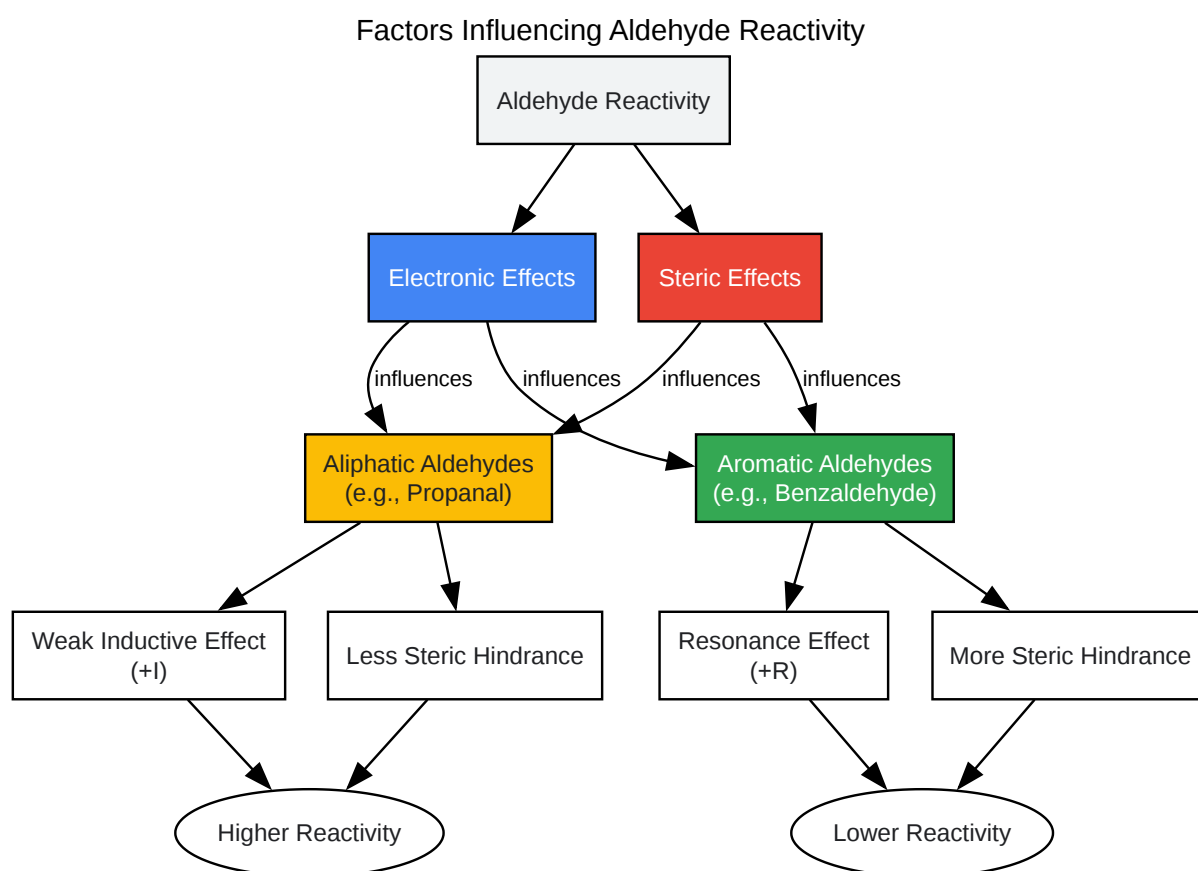 Factors Influencing Aldehyde Reactivity
Aldehyde Reactivity
Electronic Effects
Steric Effects
influences
influences
influences
influences
Aliphatic Aldehydes
(e.g., Propanal)
Aromatic Aldehydes
(e.g., Benzaldehyde)
Weak Inductive Effect
(+I)
Less Steric Hindrance
Resonance Effect
(+R)
More Steric Hindrance
Higher Reactivity
Lower Reactivity